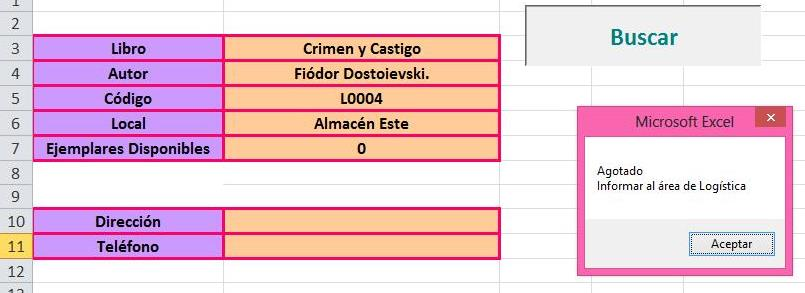 1
2
Buscar
3 Libro Crimen y Castigo
4 Autor Fiódor Dostoievski.
5 Código L0004
6 Local Almacén Este
7 Ejemplares Disponibles 0
8
9
10 Dirección
11 Teléfono
12
Microsoft Excel
x
Agotado
Informar al área de Logística
Aceptar